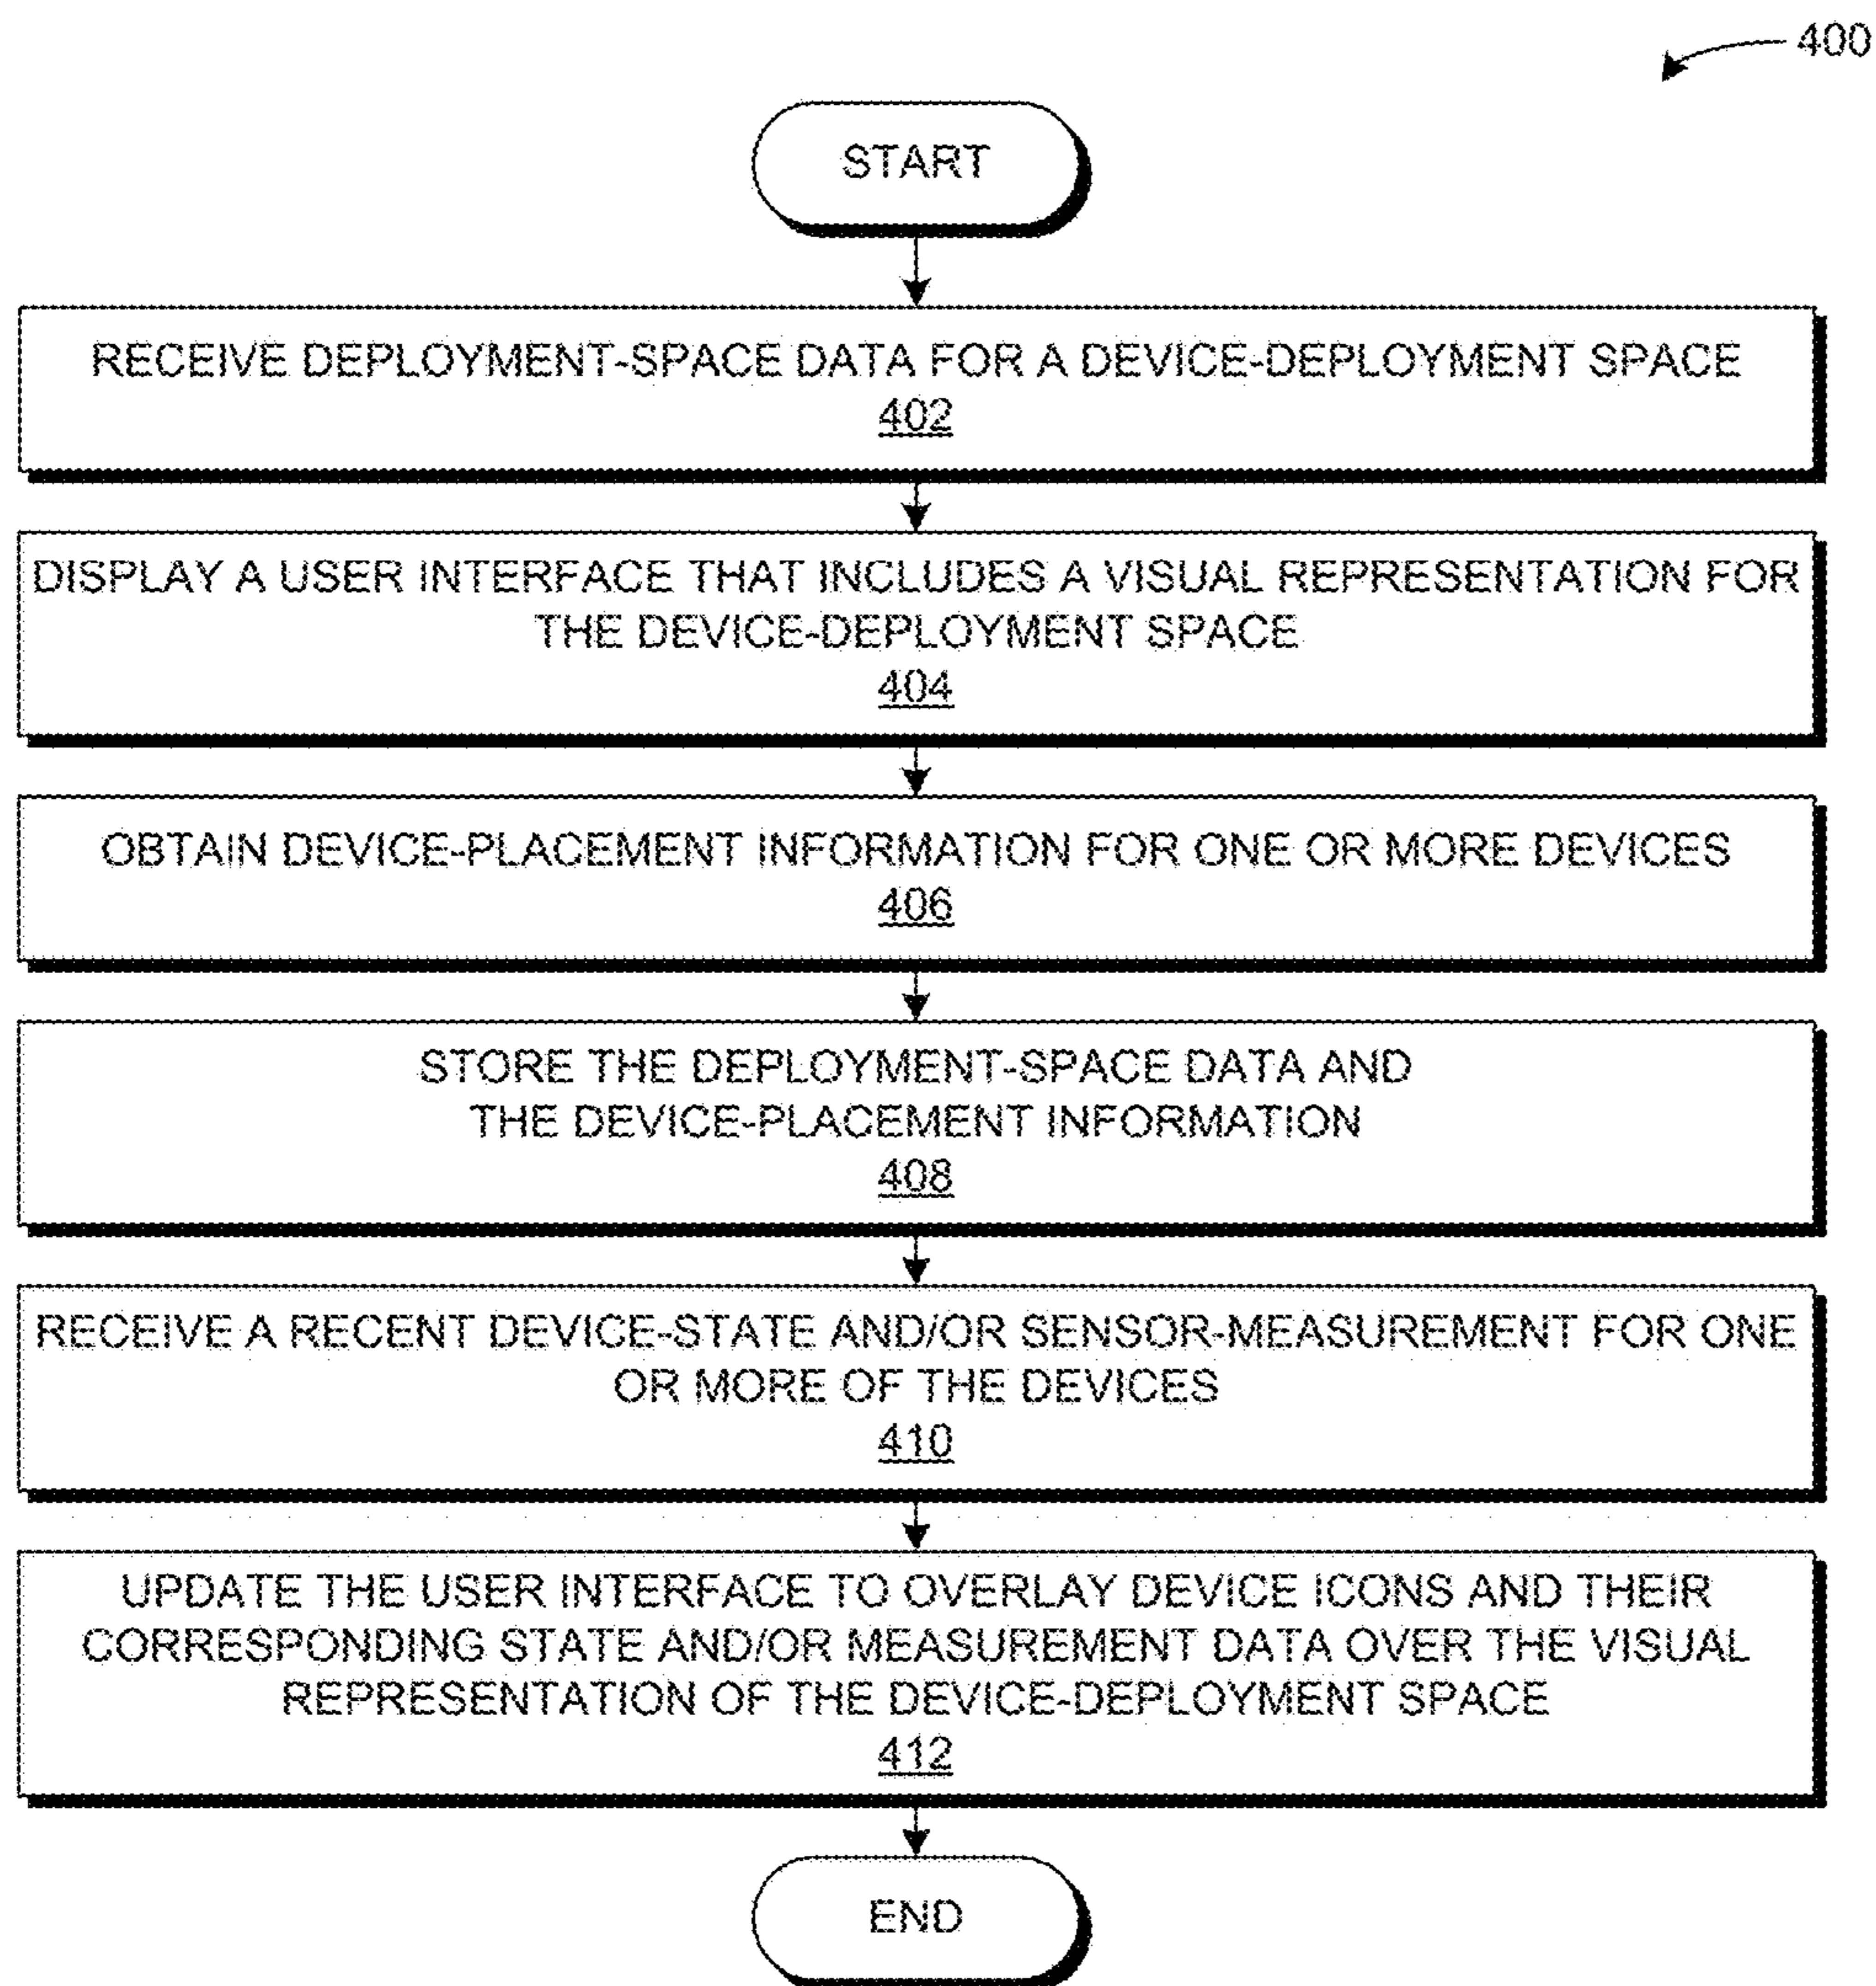 400
START
RECEIVE DEPLOYMENT-SPACE DATA FOR A DEVICE-DEPLOYMENT SPACE
402
DISPLAY A USER INTERFACE THAT INCLUDES A VISUAL REPRESENTATION FOR
THE DEVICE-DEPLOYMENT SPACE
404
OBTAIN DEVICE-PLACEMENT INFORMATION FOR ONE OR MORE DEVICES
406
STORE THE DEPLOYMENT-SPACE DATA AND
THE DEVICE-PLACEMENT INFORMATION
408
RECEIVE A RECENT DEVICE-STATE AND/OR SENSOR-MEASUREMENT FOR ONE
OR MORE OF THE DEVICES
410
UPDATE THE USER INTERFACE TO OVERLAY DEVICE ICONS AND THEIR
CORRESPONDING STATE AND/OR MEASUREMENT DATA OVER THE VISUAL
REPRESENTATION OF THE DEVICE-DEPLOYMENT SPACE
412
END